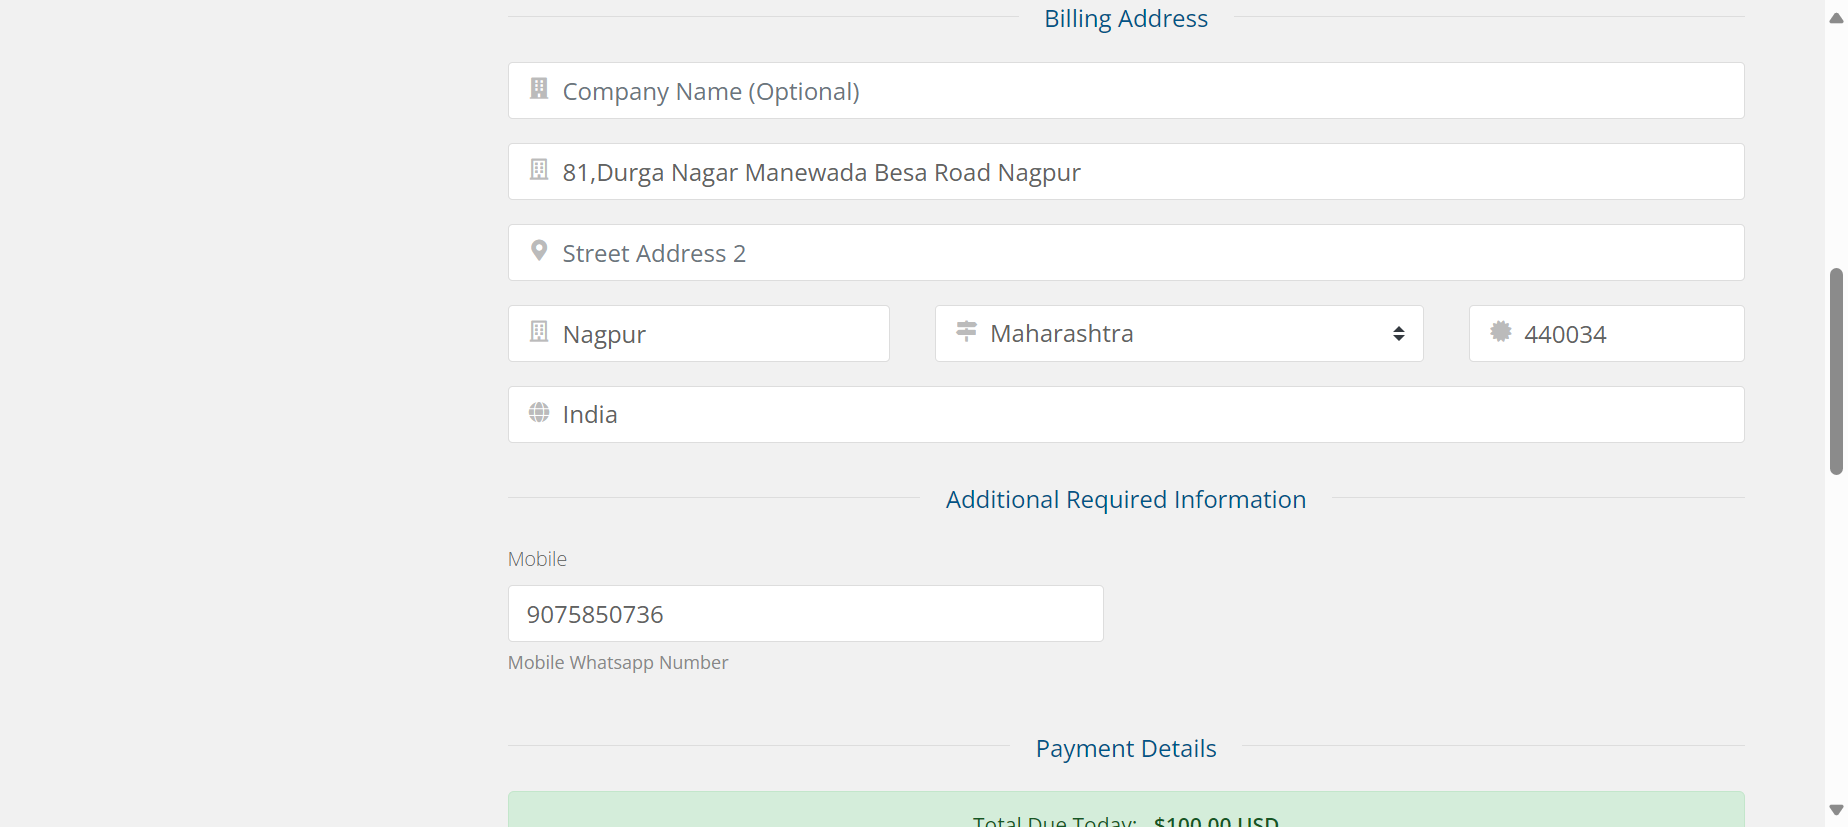 Billing Address
Company Name (Optional)
81,Durga Nagar Manewada Besa Road Nagpur
Street Address 2
Nagpur
Maharashtra
440034
India
Additional Required Information
Mobile
9075850736
Mobile Whatsapp Number
Payment Details
Total Due Today: $100.00 USD